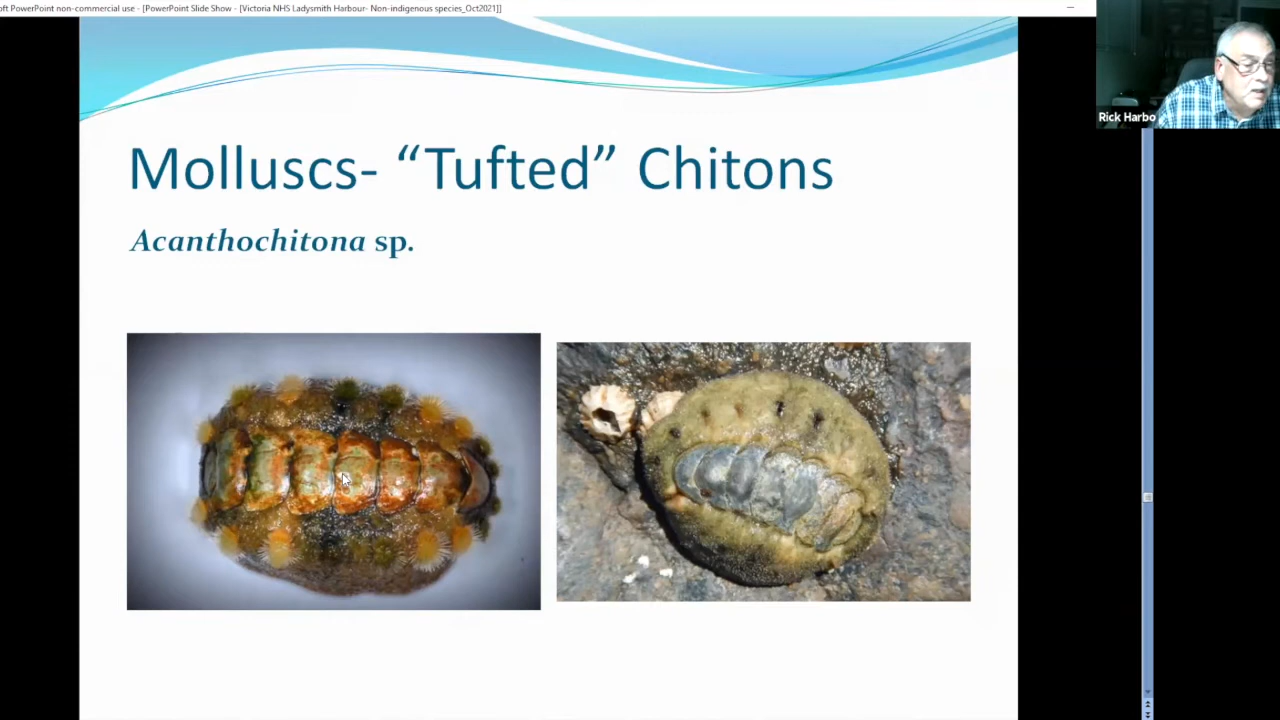 oft PowerPoint non-commercial use - [PowerPoint Slide Show - [Victoria NHS Ladysmith Harbour- Non-indigenous species_Oct2021]]
Rick Harbo
Molluscs- “Tufted” Chitons
Acanthochitona sp.